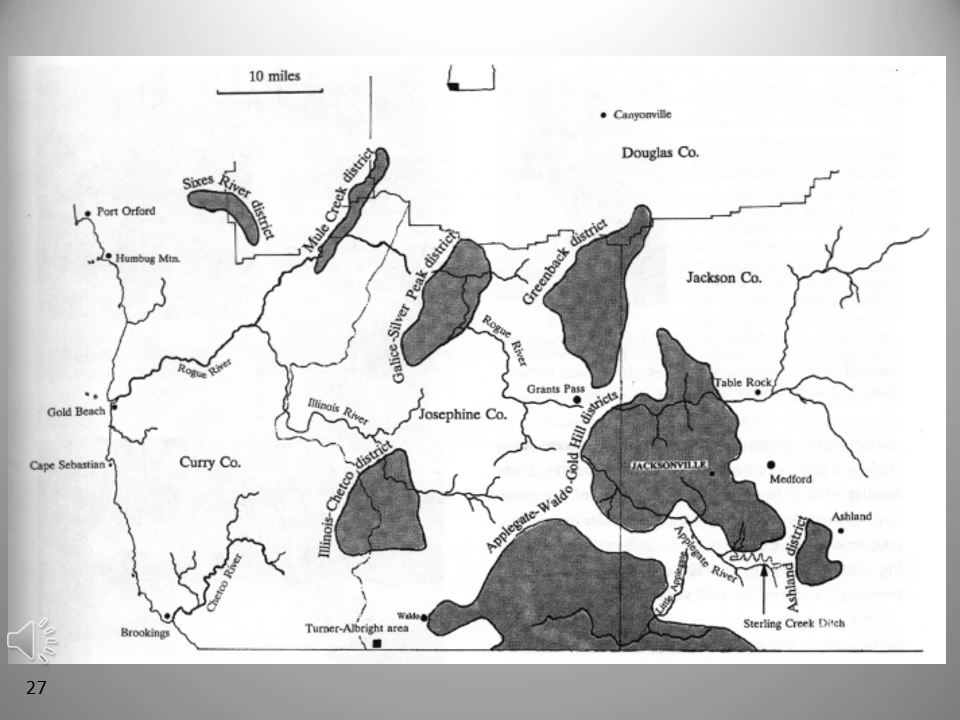 10 miles
Canyonville
Douglas Co.
Sixes River district
Mule Creek district
Port Orford
Humbug Mtn.
Galice-Silver Peak district
Greenback district
Jackson Co.
Rogue River
Rogue River
Grants Pass
Table Rock
Gold Beach
Illinois River
Josephine Co.
Applegate-Waldo-Gold Hill districts
Cape Sebastian
Curry Co.
JACKSONVILLE
Medford
Illinois-Chetco district
Ashland
Applegate River
Ashland district
Little Applegate
Chetco River
Waldo
Brookings
Turner-Albright area
Sterling Creek Ditch
27